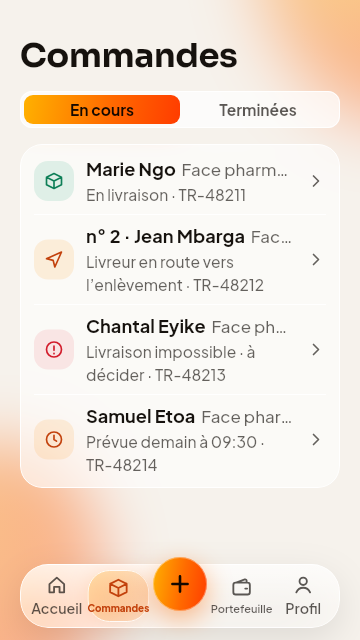 Commandes
En cours
Terminées
Marie Ngo Face pharm…
En livraison · TR-48211
n° 2 · Jean Mbarga Fac…
Livreur en route vers
l’enlèvement · TR-48212
Chantal Eyike Face ph…
Livraison impossible · à
décider · TR-48213
Samuel Etoa Face phar…
Prévue demain à 09:30 ·
TR-48214
Accueil
Commandes
Portefeuille
Profil